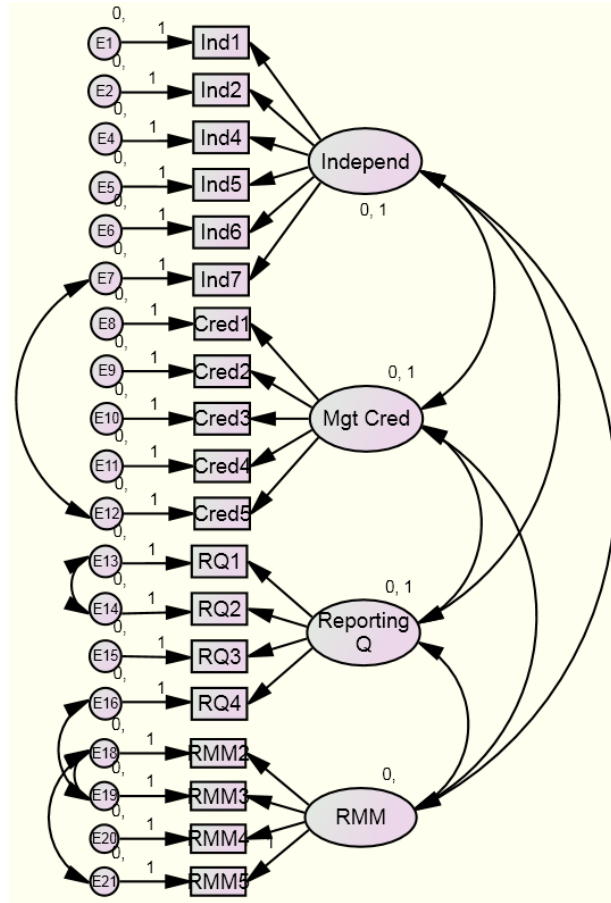 0,
E1 1 Ind1
0,
E2 1 Ind2
0,
E4 1 Ind4
0,
E5 1 Ind5
0,
E6 1 Ind6
0,
E7 1 Ind7
0,
E8 1 Cred1
0,
E9 1 Cred2
0,
E10 1 Cred3
0,
E11 1 Cred4
0,
E12 1 Cred5
0,
E13 1 RQ1
0,
E14 1 RQ2
0,
E15 1 RQ3
0,
E16 1 RQ4
0,
E18 1 RMM2
0,
E19 1 RMM3
0,
E20 1 RMM4
0,
E21 1 RMM5
1
Independ
0, 1
0, 1
Mgt Cred
0, 1
Reporting
Q
0,
RMM